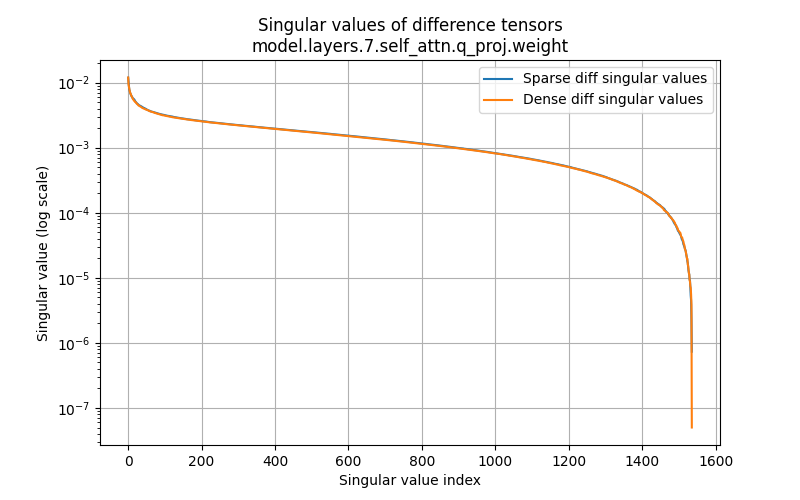 Singular values of difference tensors
model.layers.7.self_attn.q_proj.weight
Sparse diff singular values
Dense diff singular values
Singular value (log scale)
10⁻²
10⁻³
10⁻⁴
10⁻⁵
10⁻⁶
10⁻⁷
0 200 400 600 800 1000 1200 1400 1600
Singular value index